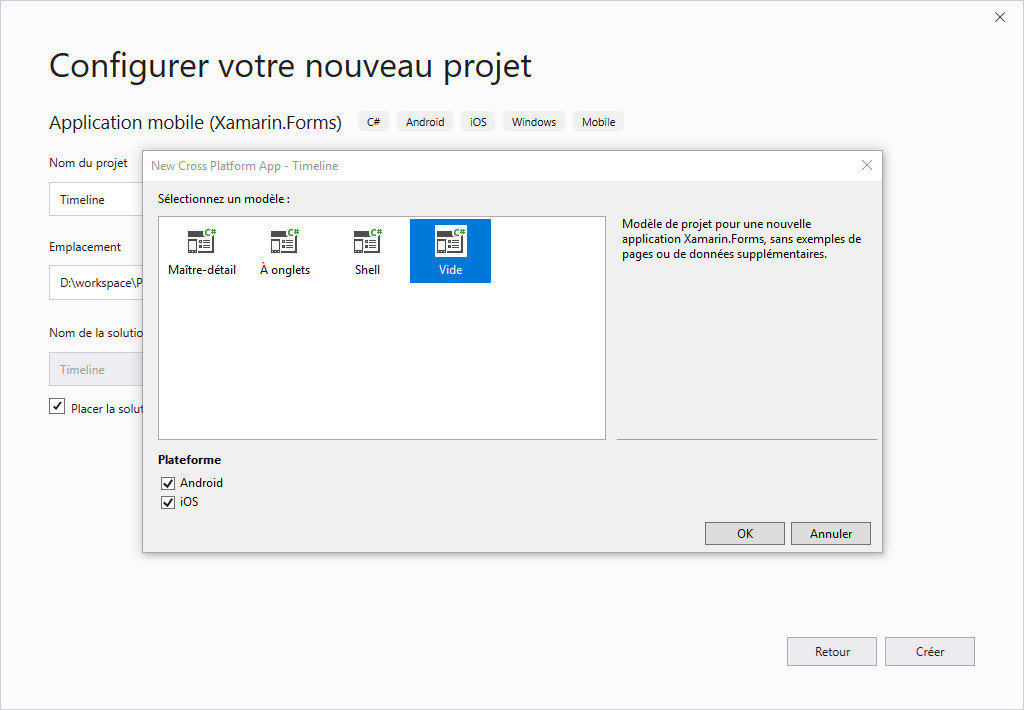 Configurer votre nouveau projet
Application mobile (Xamarin.Forms) C# Android iOS Windows Mobile
Nom du projet
Timeline
Emplacement
D:\workspace\P
Nom de la solutio
Timeline
Placer la solut
New Cross Platform App - Timeline
Sélectionnez un modèle :
C# C# C# C#
Maître-détail À onglets Shell Vide
Modèle de projet pour une nouvelle
application Xamarin.Forms, sans exemples de
pages ou de données supplémentaires.
Plateforme
Android
iOS
OK Annuler
Retour Créer